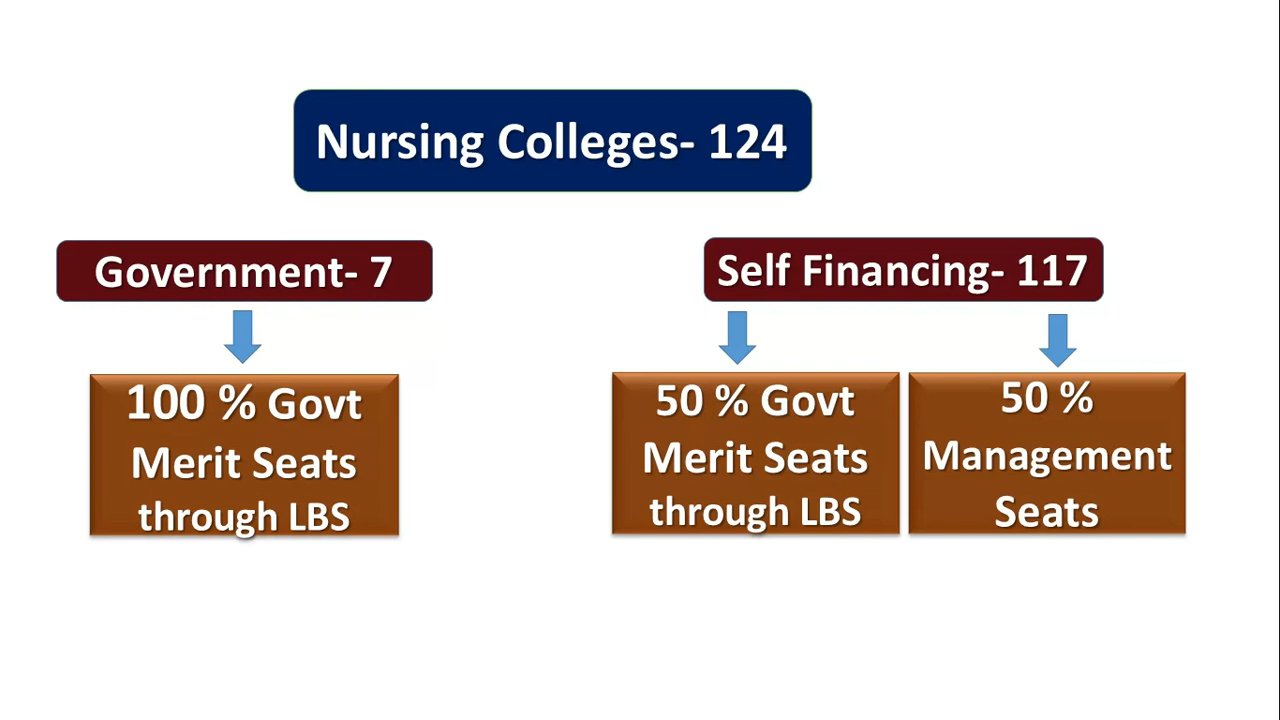 Nursing Colleges- 124
Government- 7
Self Financing- 117
100 % Govt
Merit Seats
through LBS
50 % Govt
Merit Seats
through LBS
50 %
Management
Seats